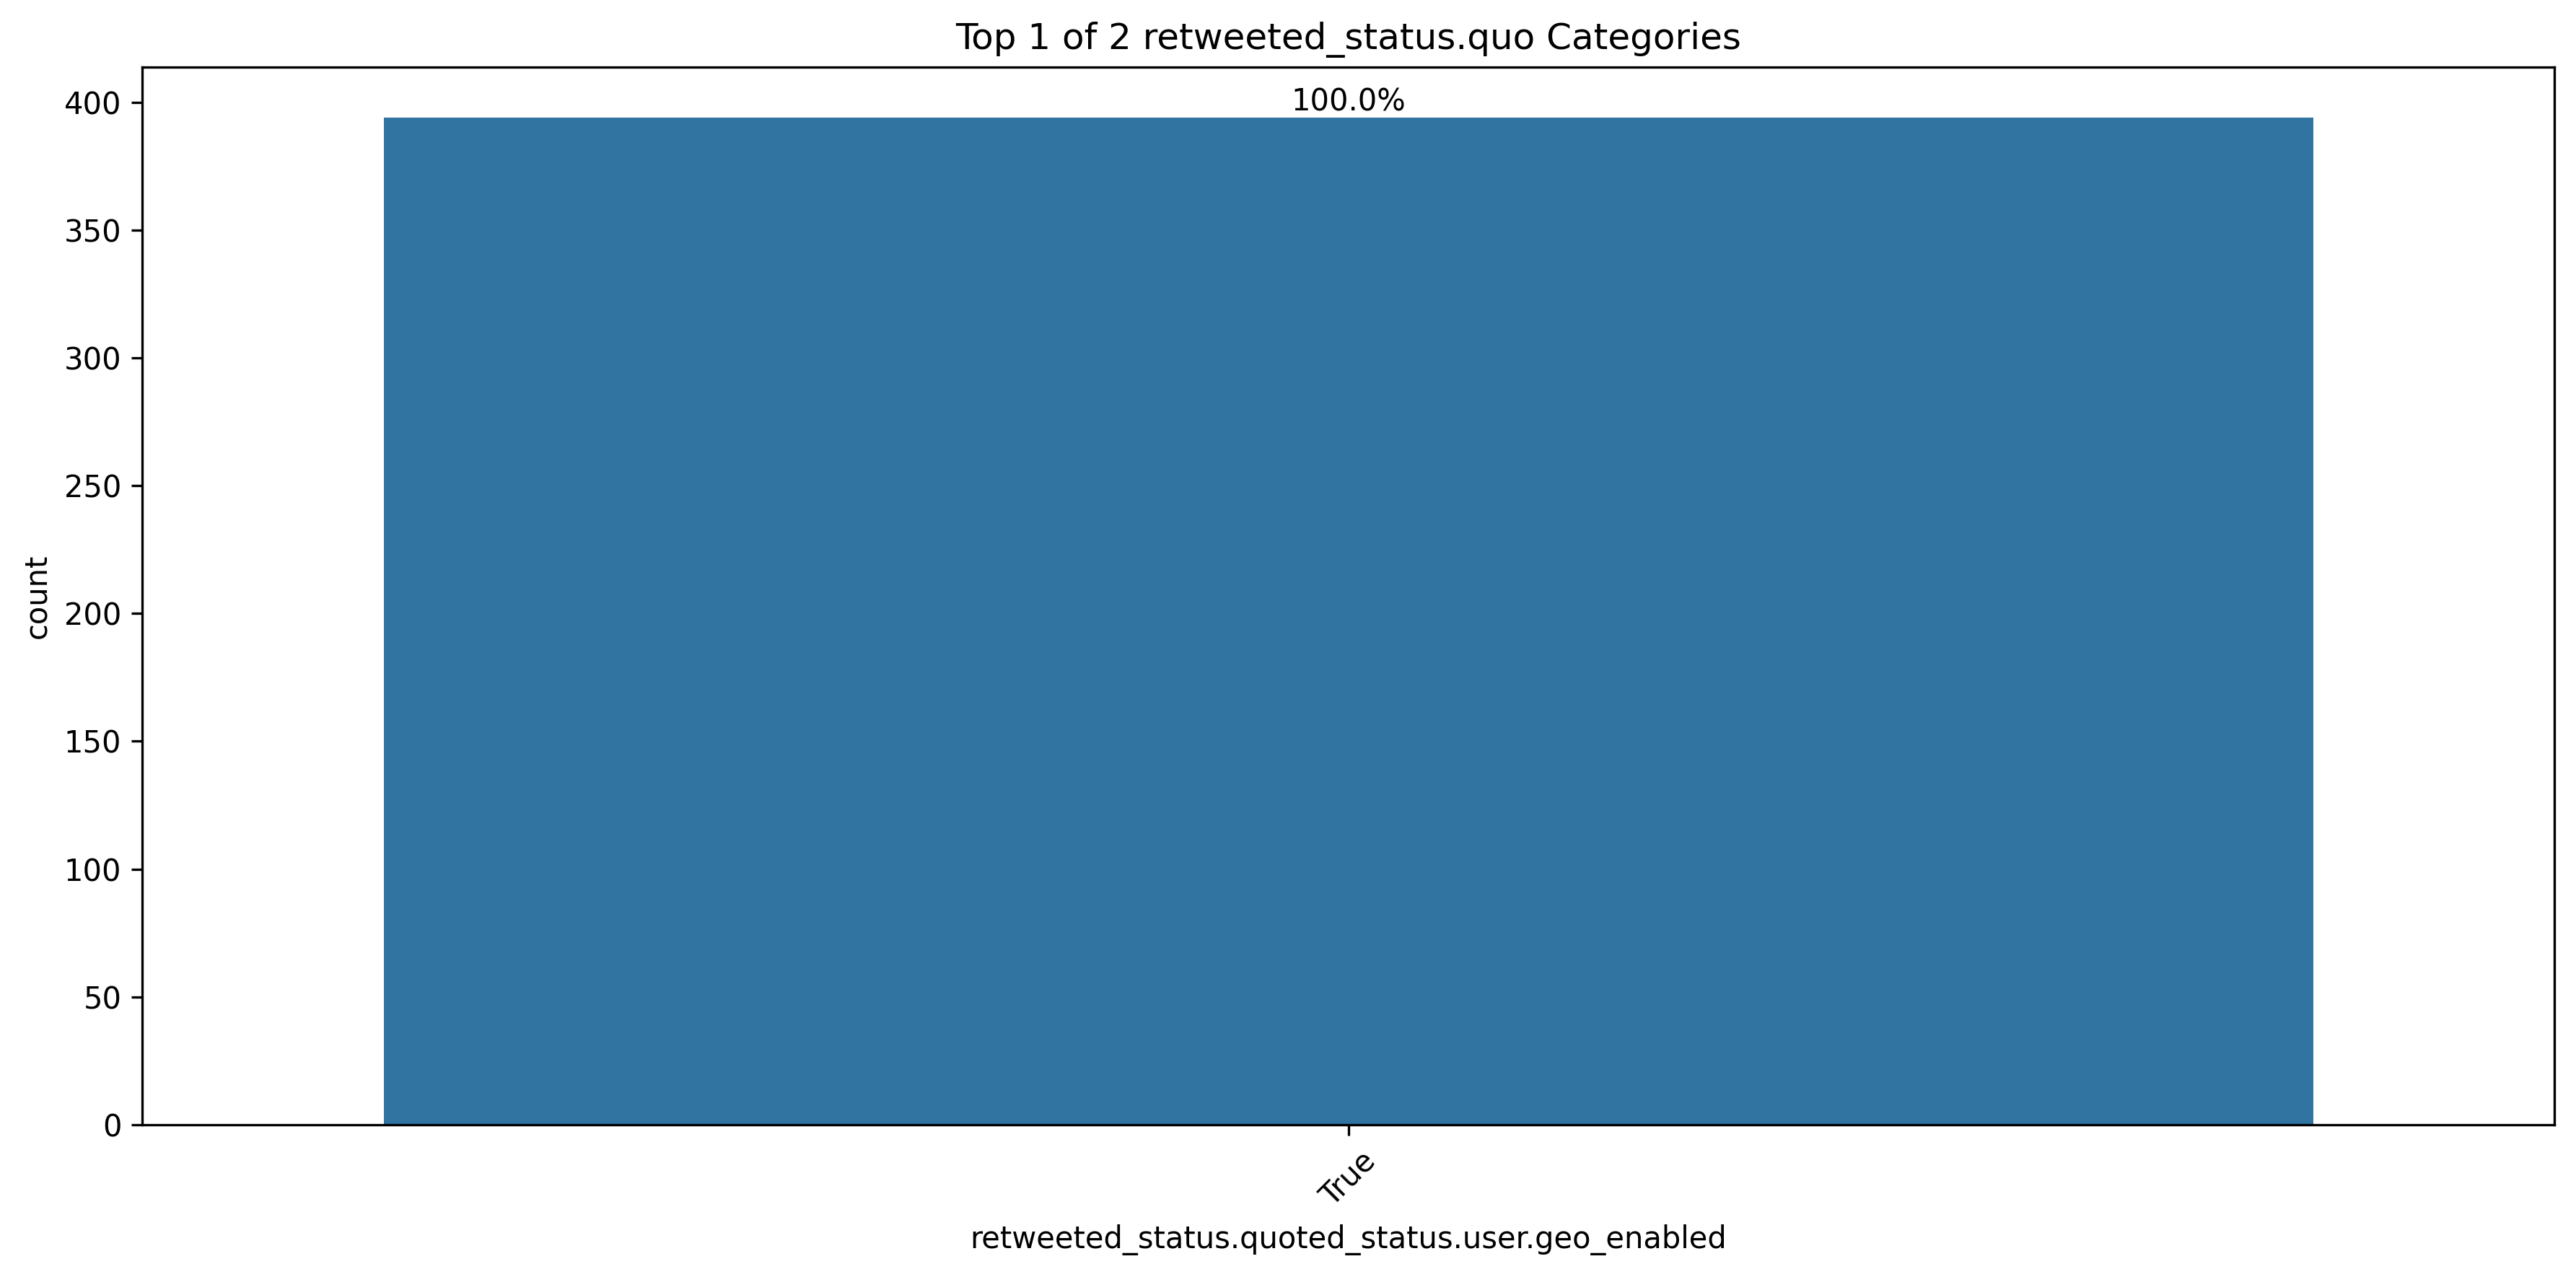 Top 1 of 2 retweeted_status.quo Categories
100.0%
400
350
300
250
200
150
100
50
0
count
True
retweeted_status.quoted_status.user.geo_enabled